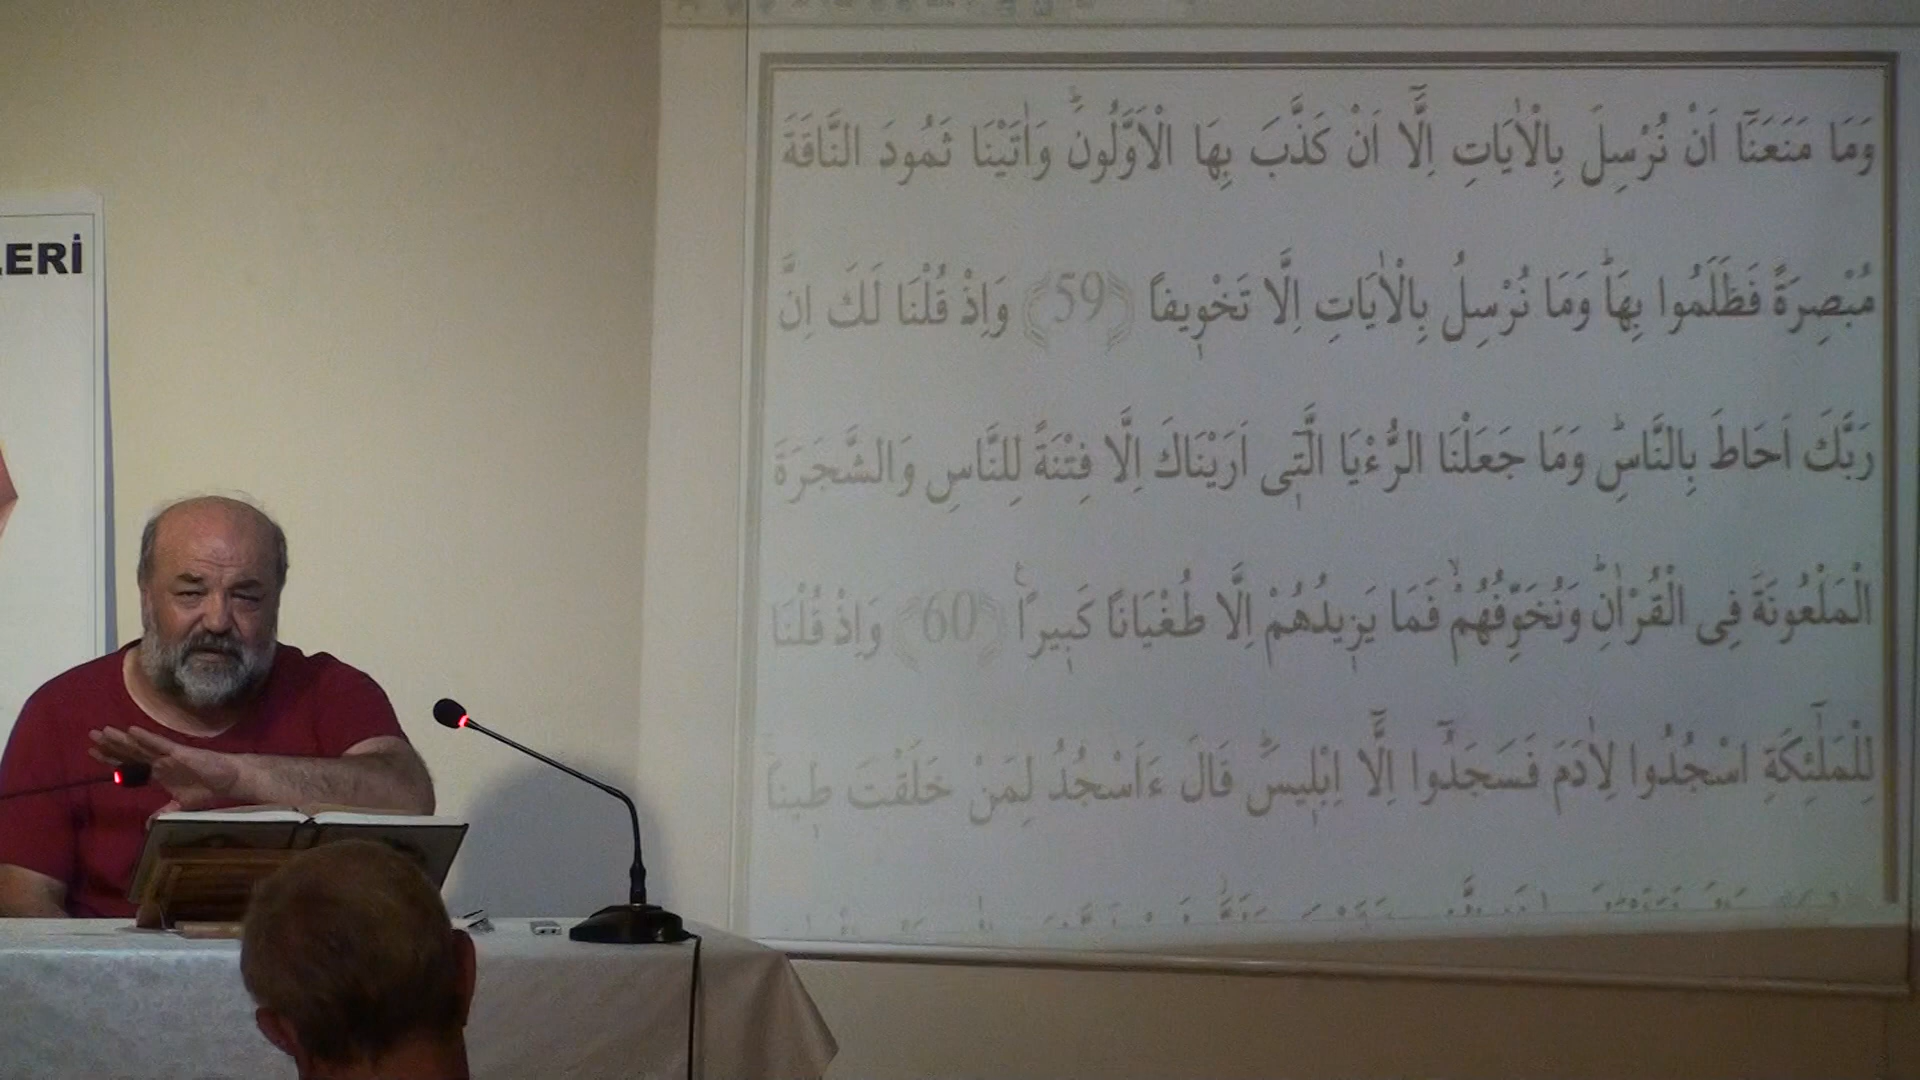 LERİ
وَمَا مَنَعَنَٓا اَنْ نُرْسِلَ بِالْاٰيَاتِ اِلَّٓا اَنْ كَذَّبَ بِهَا الْاَوَّلُونَۜ وَاٰتَيْنَا ثَمُودَ النَّاقَةَ
مُبْصِرَةً فَظَلَمُوا بِهَاۜ وَمَا نُرْسِلُ بِالْاٰيَاتِ اِلَّا تَخْوٖيفاً ﴿59﴾ وَاِذْ قُلْنَا لَكَ اِنَّ
رَبَّكَ اَحَاطَ بِالنَّاسِۜ وَمَا جَعَلْنَا الرُّءْيَا الَّتٖٓى اَرَيْنَاكَ اِلَّا فِتْنَةً لِلنَّاسِ وَالشَّجَرَةَ
الْمَلْعُونَةَ فِى الْقُرْاٰنِۜ وَنُخَوِّفُهُمْۙ فَمَا يَزٖيدُهُمْ اِلَّا طُغْيَاناً كَبٖيراًࣖ ﴿60﴾ وَاِذْ قُلْنَا
لِلْمَلٰٓئِكَةِ اسْجُدُوا لِاٰدَمَ فَسَجَدُٓوا اِلَّٓا اِبْلٖيسَۜ قَالَ ءَاَسْجُدُ لِمَنْ خَلَقْتَ طٖيناً